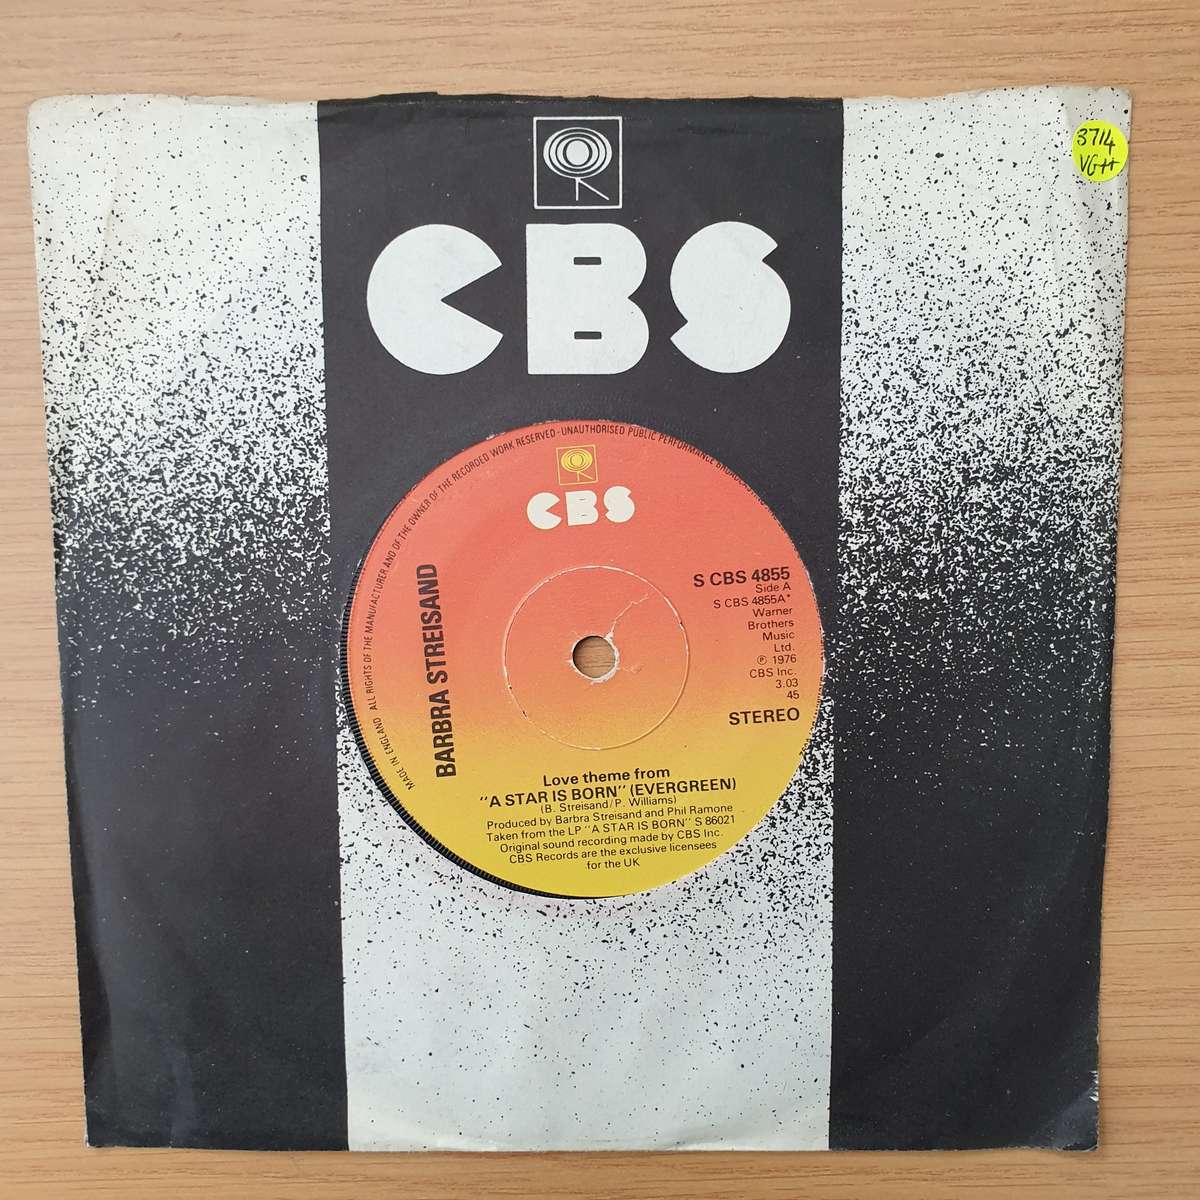 3714
VG++
CBS
ALL RIGHTS OF THE MANUFACTURER AND OF THE OWNER OF THE RECORDED WORK RESERVED - UNAUTHORISED PUBLIC PERFORMANCE
CBS
BARBRA STREISAND
S CBS 4855
Side A
S CBS 4855A*
Warner
Brothers
Music
Ltd.
℗ 1976
CBS Inc.
3.03
45
STEREO
MADE IN ENGLAND
Love theme from
"A STAR IS BORN" (EVERGREEN)
(B. Streisand/P. Williams)
Produced by Barbra Streisand and Phil Ramone
Taken from the LP "A STAR IS BORN" S 86021
Original sound recording made by CBS Inc.
CBS Records are the exclusive licensees
for the UK